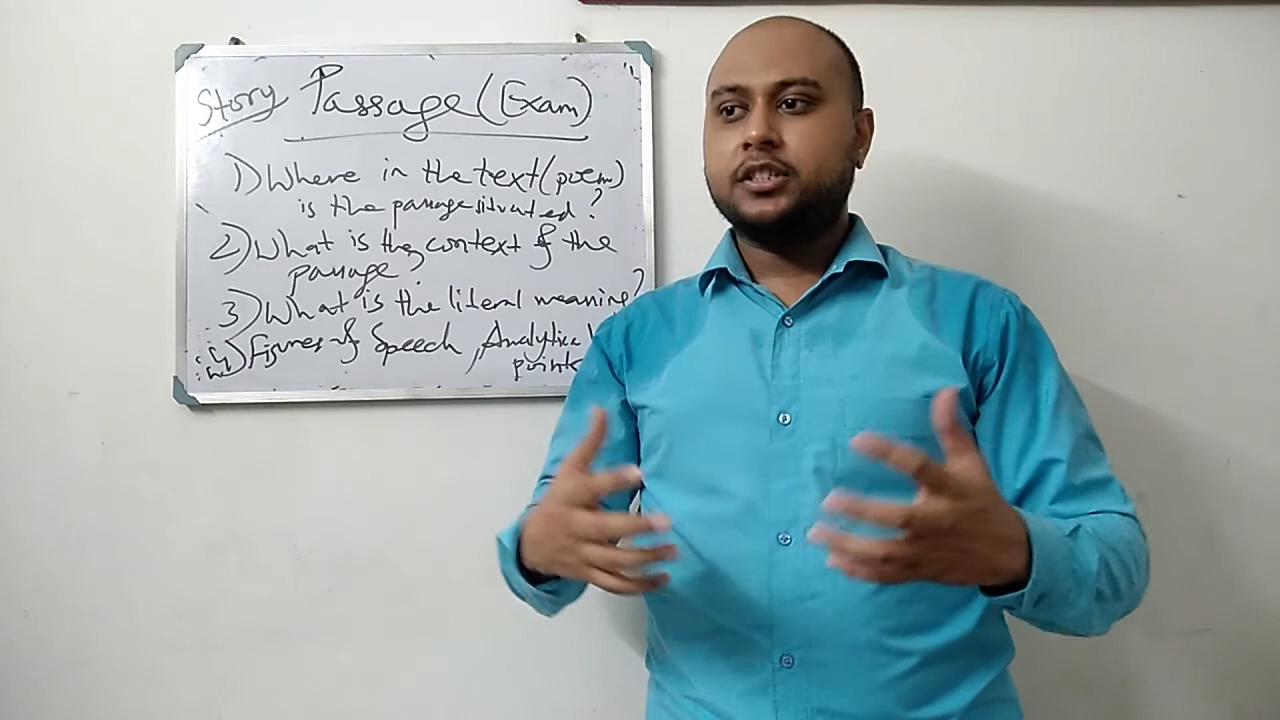 Story Passage (Exam)
1) Where in the text (poem)
is the passage situated?
2) What is the context of the
passage?
3) What is the literal meaning?
4) Figures of Speech, Analytical
points